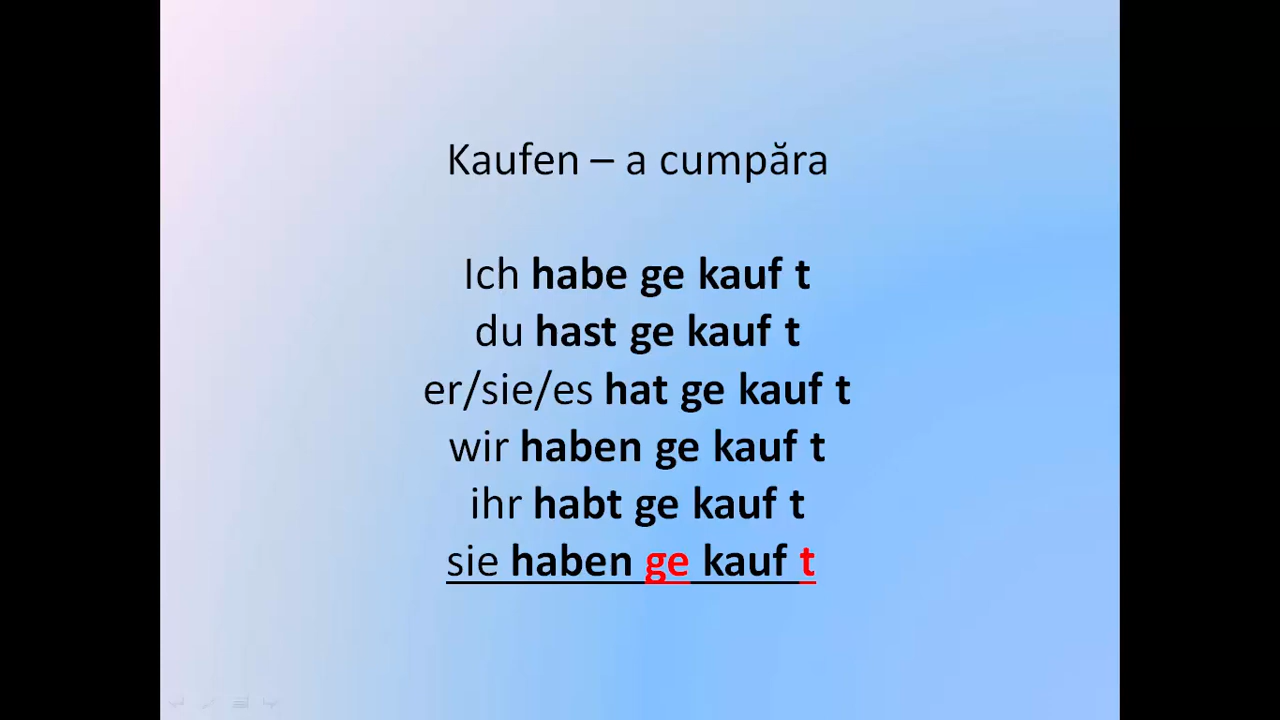 Kaufen – a cumpăra
Ich habe ge kauf t
du hast ge kauf t
er/sie/es hat ge kauf t
wir haben ge kauf t
ihr habt ge kauf t
sie haben ge kauf t